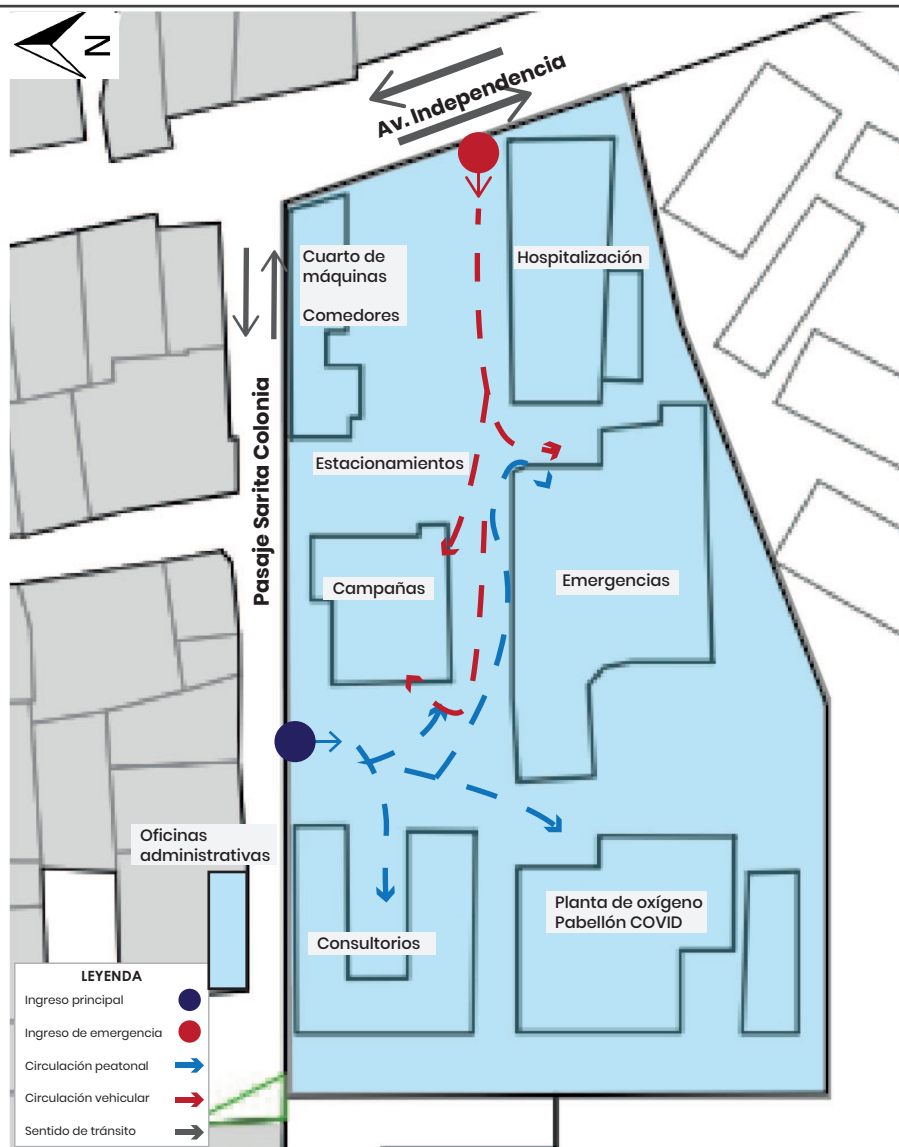 N
Av. Independencia
Cuarto de
máquinas
Comedores
Hospitalización
Pasaje Sarita Colonia
Estacionamientos
Campañas
Emergencias
Oficinas
administrativas
Consultorios
Planta de oxígeno
Pabellón COVID
LEYENDA
Ingreso principal
Ingreso de emergencia
Circulación peatonal
Circulación vehicular
Sentido de tránsito